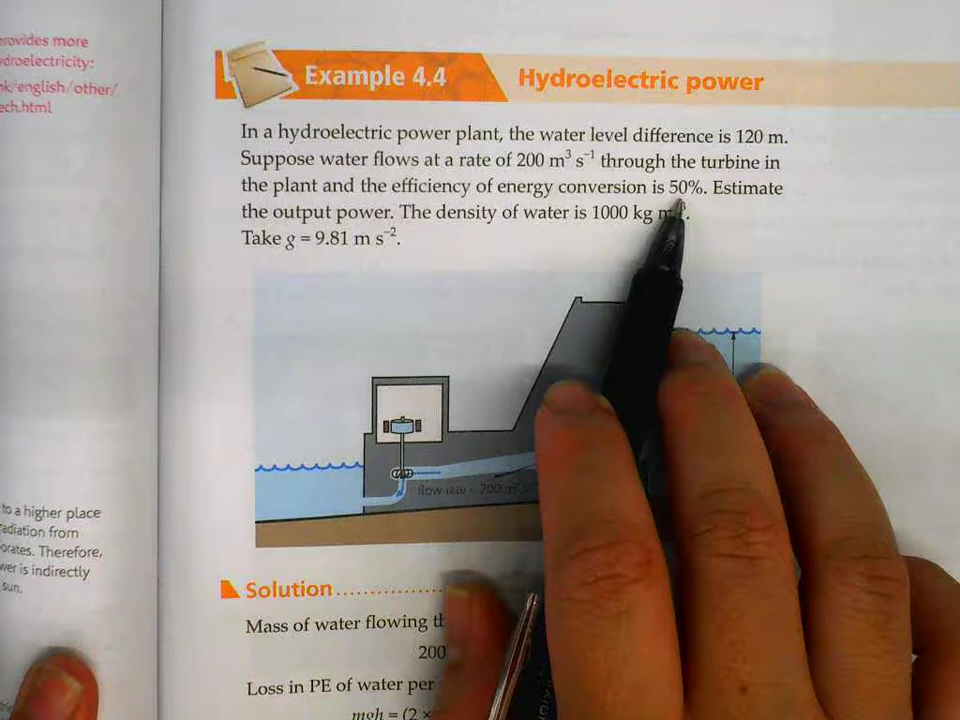 provides more
droelectricity:
nk/english/other/
ech.html
Example 4.4
Hydroelectric power
In a hydroelectric power plant, the water level difference is 120 m.
Suppose water flows at a rate of 200 m³ s⁻¹ through the turbine in
the plant and the efficiency of energy conversion is 50%. Estimate
the output power. The density of water is 1000 kg m⁻³.
Take g = 9.81 m s⁻².
flow rate = 200 m³
to a higher place
radiation from
orates. Therefore,
wer is indirectly
sun.
Solution
Mass of water flowing th
200
Loss in PE of water per
mgh = (2 ×